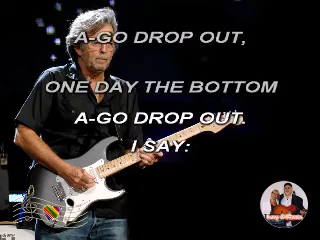 A-GO DROP OUT,
ONE DAY THE BOTTOM
A-GO DROP OUT.
I SAY: